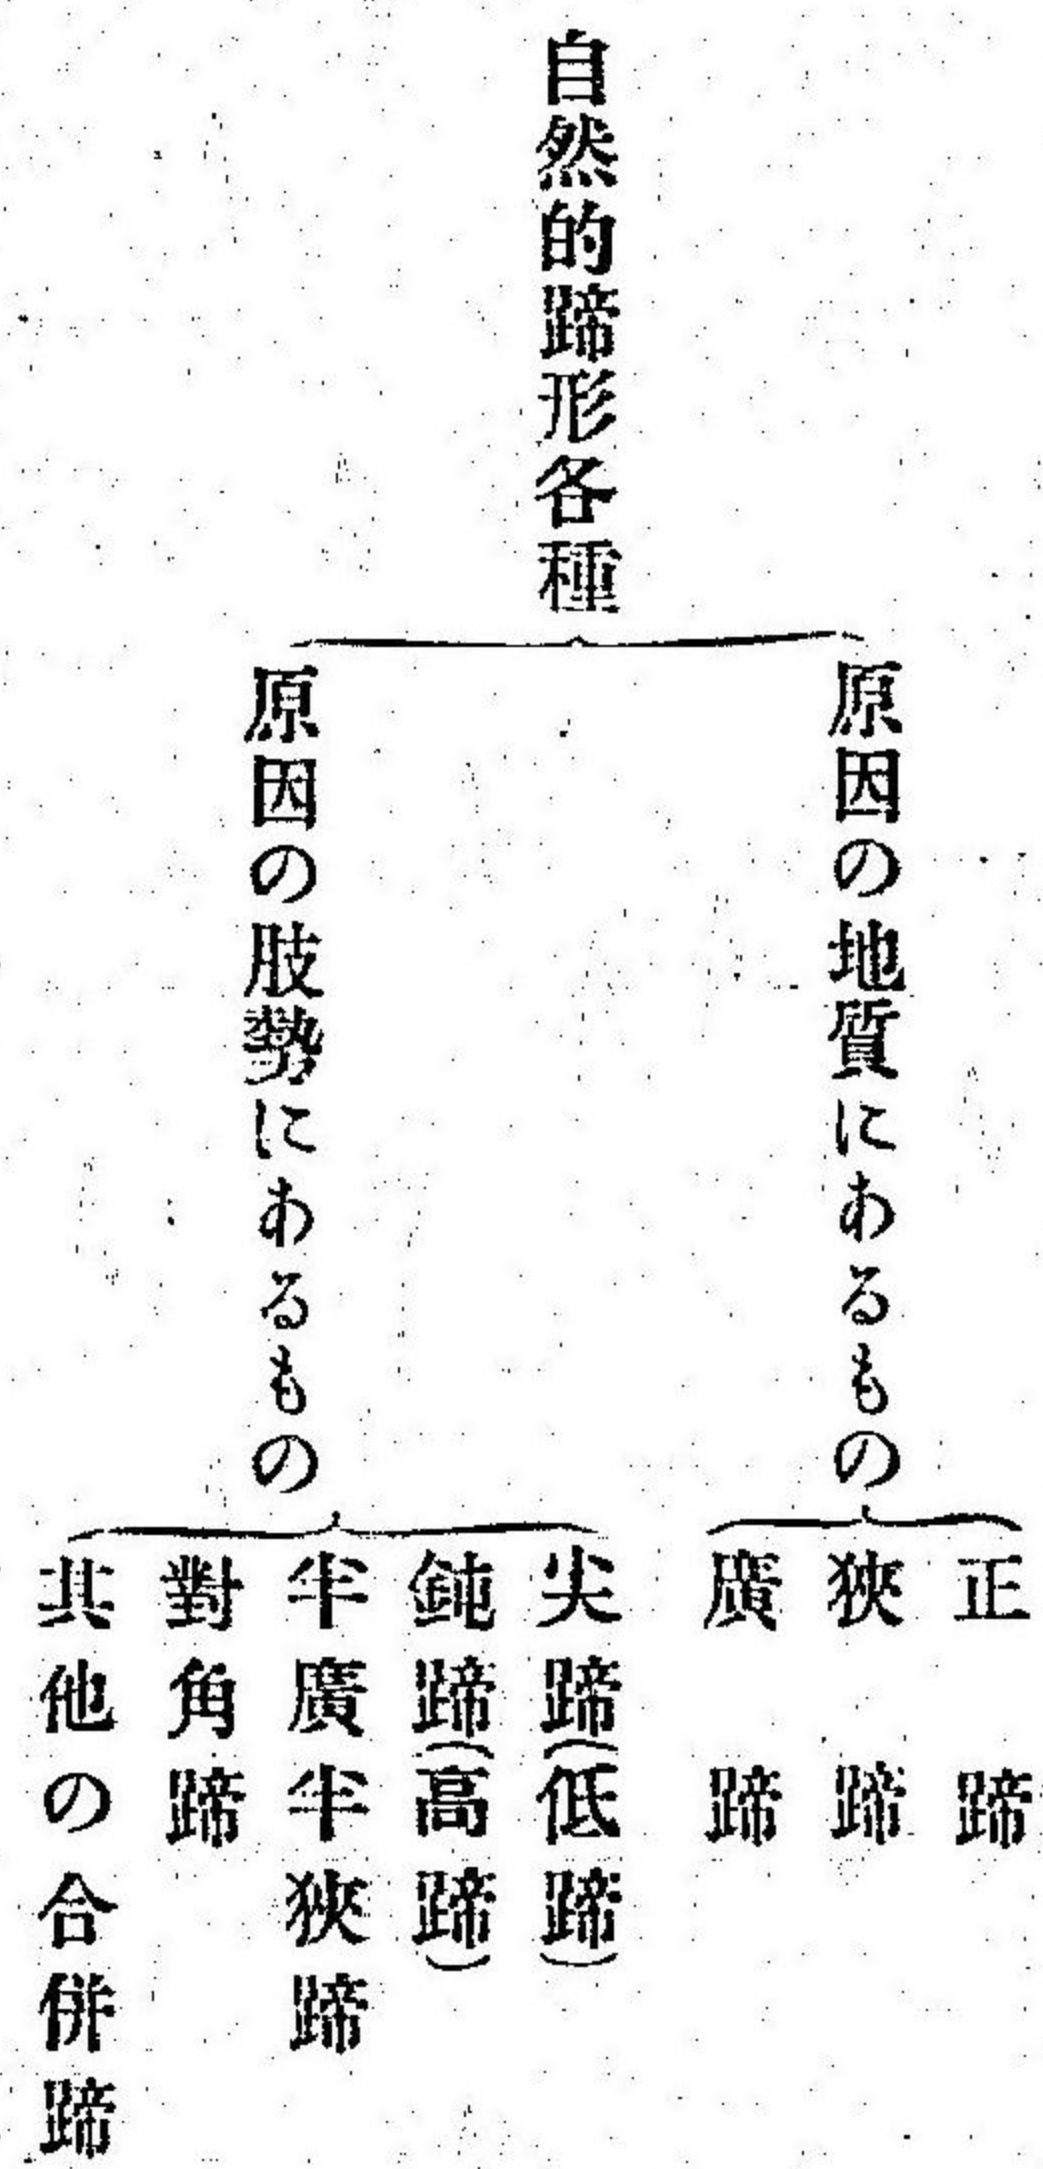 自然的蹄形各種
原因の地質にあるもの
正蹄
狹蹄
廣蹄
原因の肢勢にあるもの
尖蹄(低蹄)
鈍蹄(高蹄)
半廣半狹蹄
對角蹄
其他の合併蹄